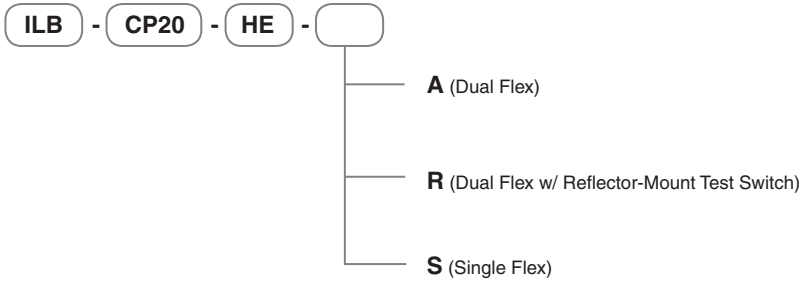 ILB - CP20 - HE -
A (Dual Flex)
R (Dual Flex w/ Reflector-Mount Test Switch)
S (Single Flex)